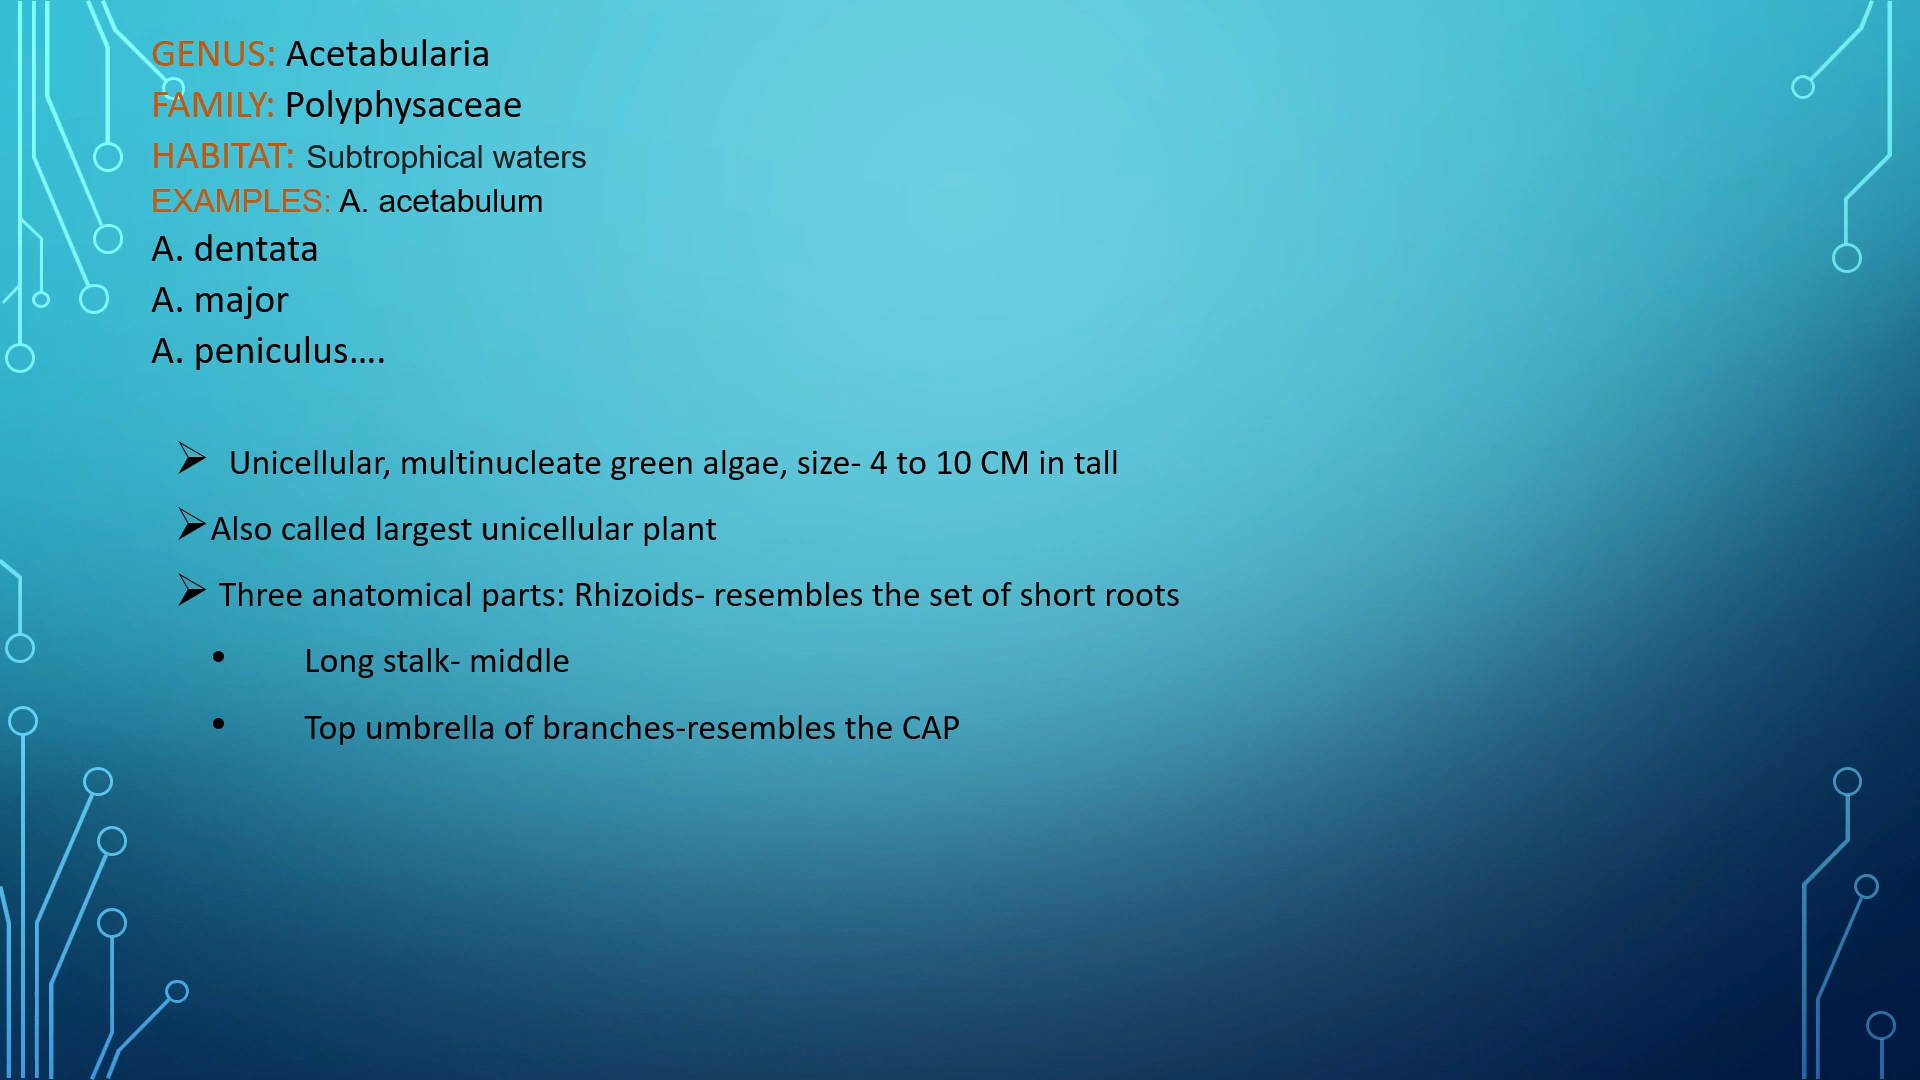 GENUS: Acetabularia
FAMILY: Polyphysaceae
HABITAT: Subtrophical waters
EXAMPLES: A. acetabulum
A. dentata
A. major
A. peniculus....
➢ Unicellular, multinucleate green algae, size- 4 to 10 CM in tall
➢Also called largest unicellular plant
➢ Three anatomical parts: Rhizoids- resembles the set of short roots
• Long stalk- middle
• Top umbrella of branches-resembles the CAP